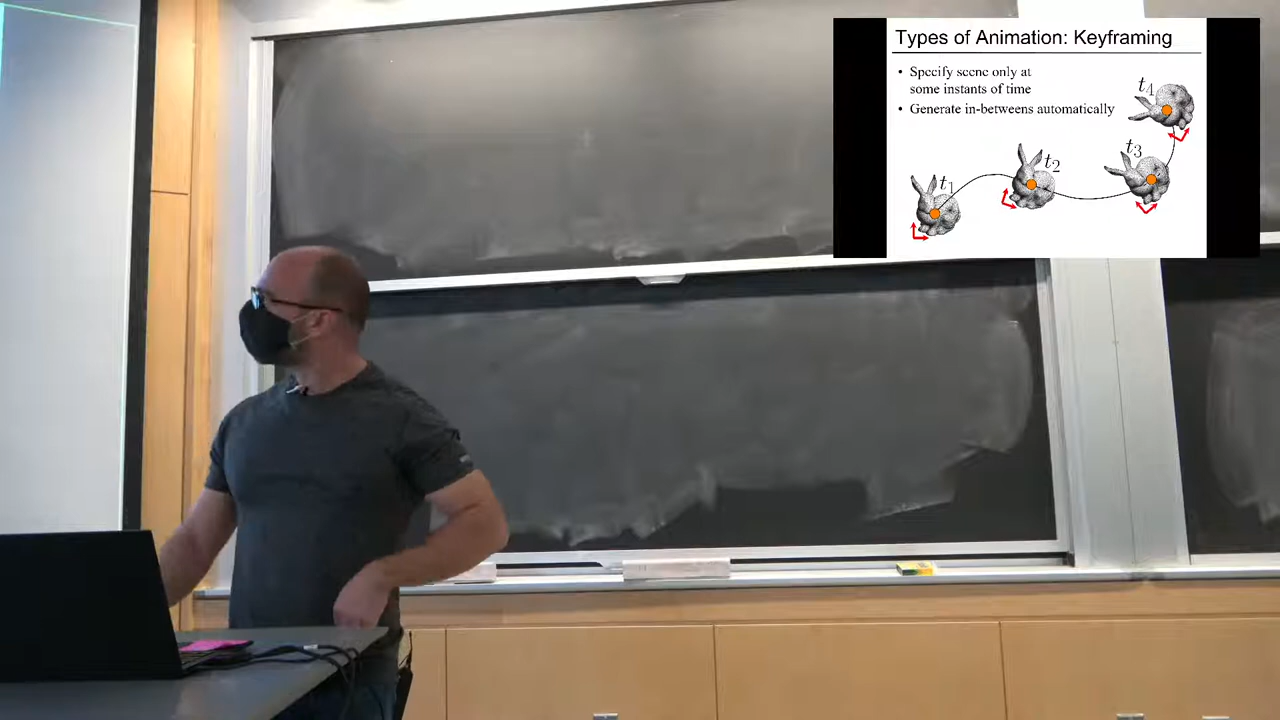 Types of Animation: Keyframing
• Specify scene only at
some instants of time
• Generate in-betweens automatically
t4
t3
t2
t1